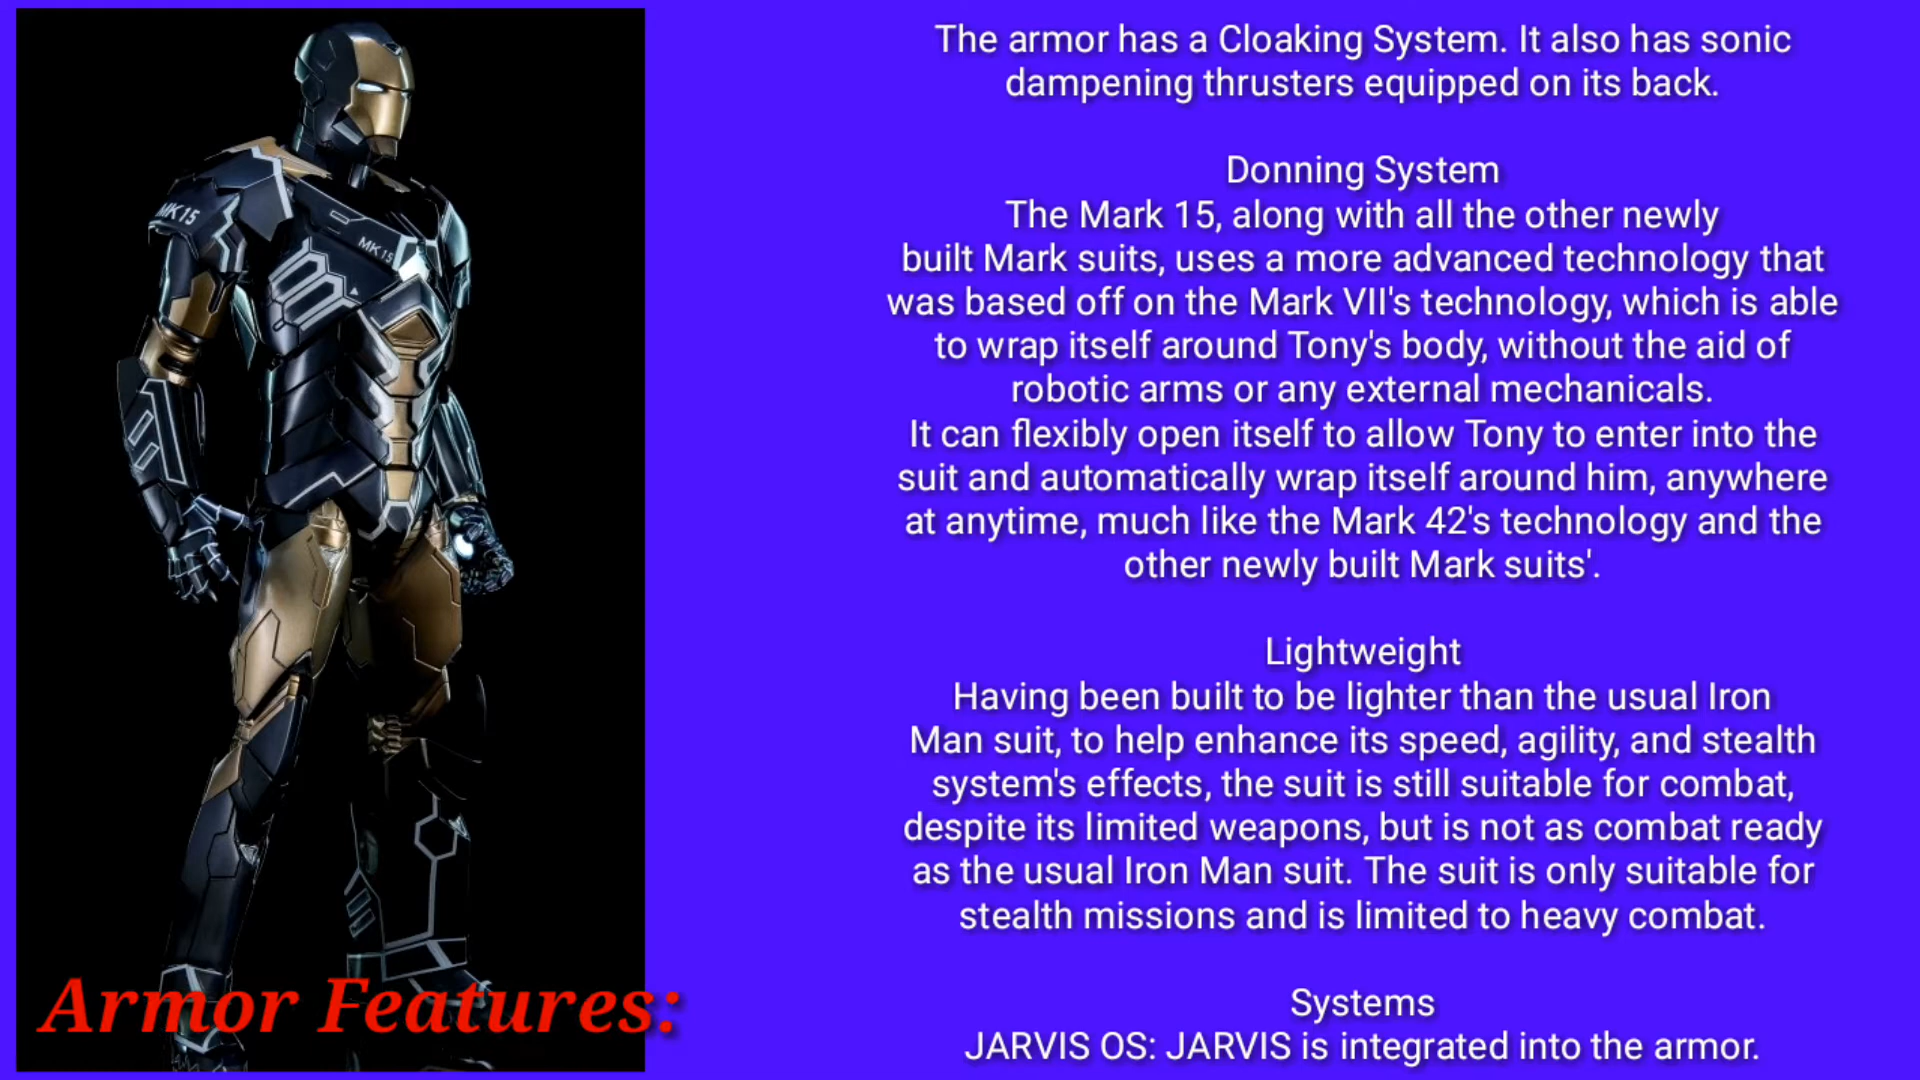 The armor has a Cloaking System. It also has sonic
dampening thrusters equipped on its back.
Donning System
The Mark 15, along with all the other newly
built Mark suits, uses a more advanced technology that
was based off on the Mark VII's technology, which is able
to wrap itself around Tony's body, without the aid of
robotic arms or any external mechanicals.
It can flexibly open itself to allow Tony to enter into the
suit and automatically wrap itself around him, anywhere
at anytime, much like the Mark 42's technology and the
other newly built Mark suits'.
Lightweight
Having been built to be lighter than the usual Iron
Man suit, to help enhance its speed, agility, and stealth
system's effects, the suit is still suitable for combat,
despite its limited weapons, but is not as combat ready
as the usual Iron Man suit. The suit is only suitable for
stealth missions and is limited to heavy combat.
Systems
JARVIS OS: JARVIS is integrated into the armor.
MK 15
MK 15
Armor Features: